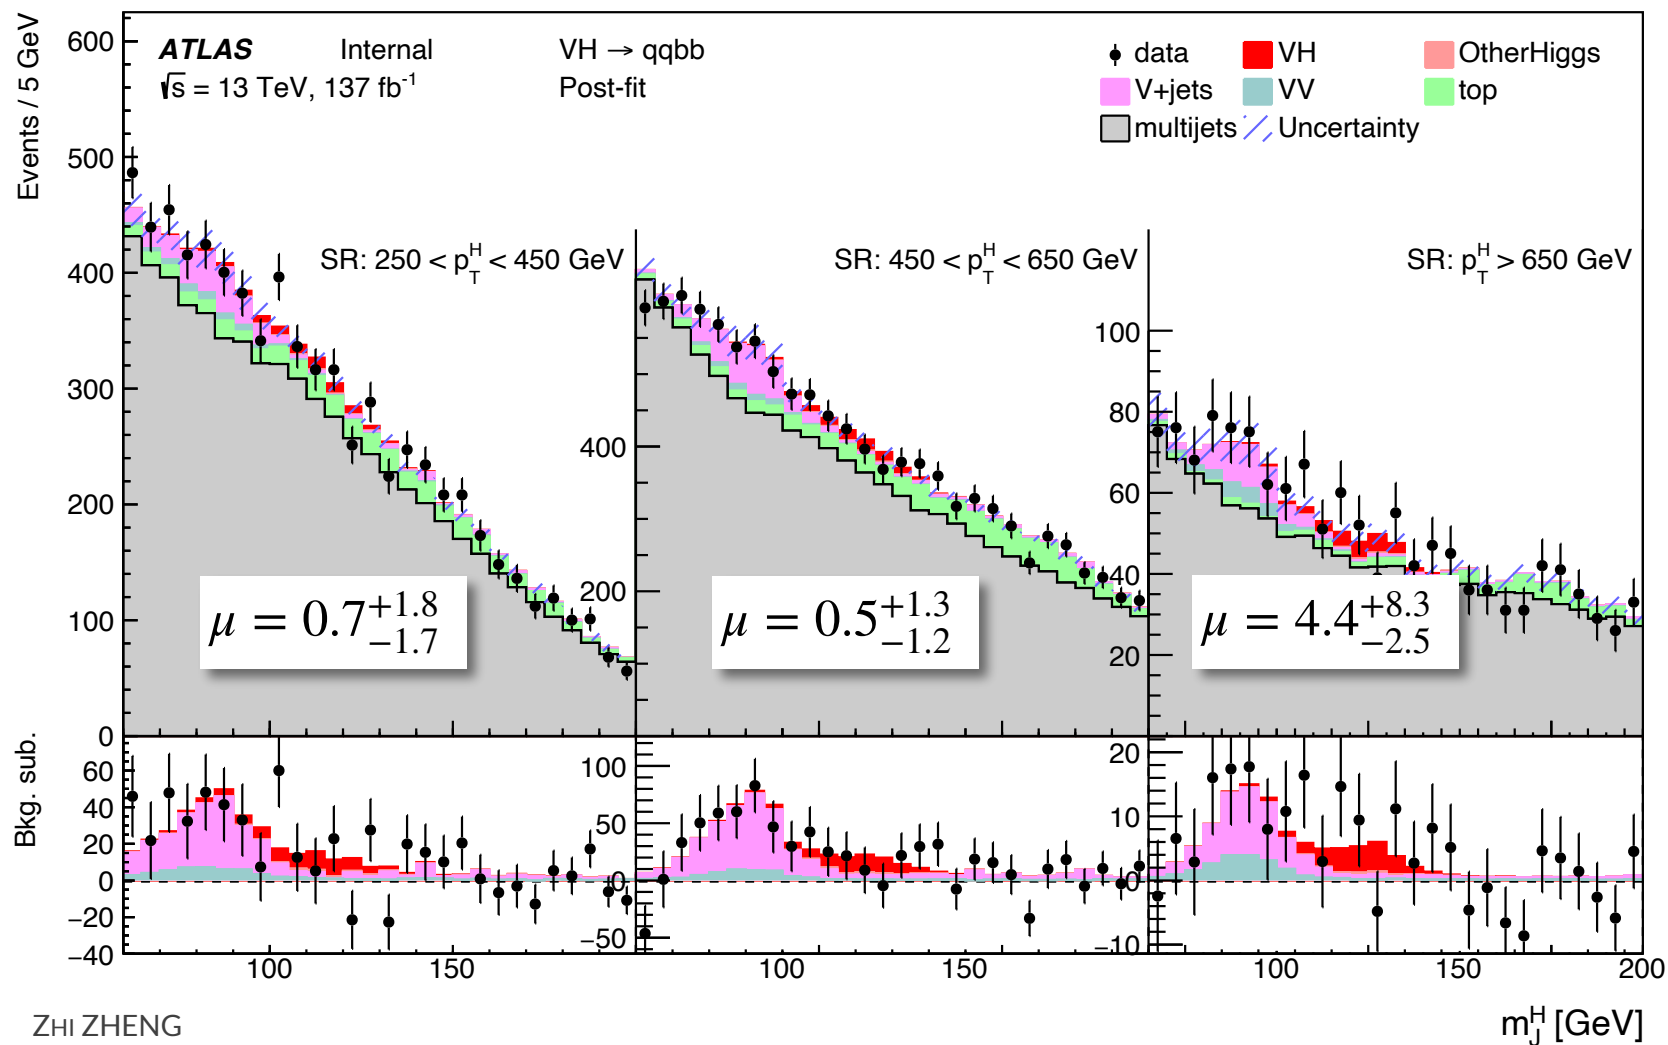 Events / 5 GeV
600
500
400
300
200
100
0
ATLAS Internal VH → qqbb
√s = 13 TeV, 137 fb⁻¹ Post-fit
data VH OtherHiggs
V+jets VV top
multijets Uncertainty
SR: 250 < p_T^H < 450 GeV
SR: 450 < p_T^H < 650 GeV
SR: p_T^H > 650 GeV
400
200
100
80
60
40
20
μ = 0.7^{+1.8}_{-1.7}
μ = 0.5^{+1.3}_{-1.2}
μ = 4.4^{+8.3}_{-2.5}
Bkg. sub.
60
40
20
0
−20
−40
100
50
0
−50
20
10
0
−10
100 150 100 150 100 150 200
m_J^H [GeV]
ZHI ZHENG